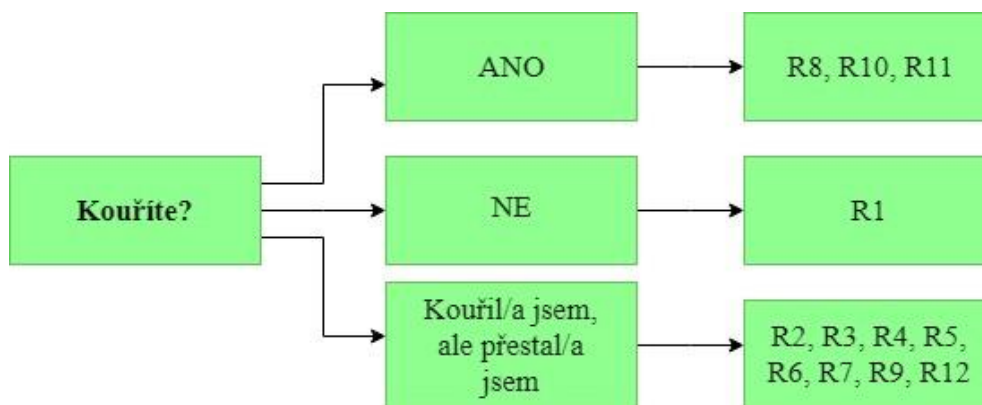 Kouříte?
ANO
R8, R10, R11
NE
R1
Kouřil/a jsem,
ale přestal/a
jsem
R2, R3, R4, R5,
R6, R7, R9, R12